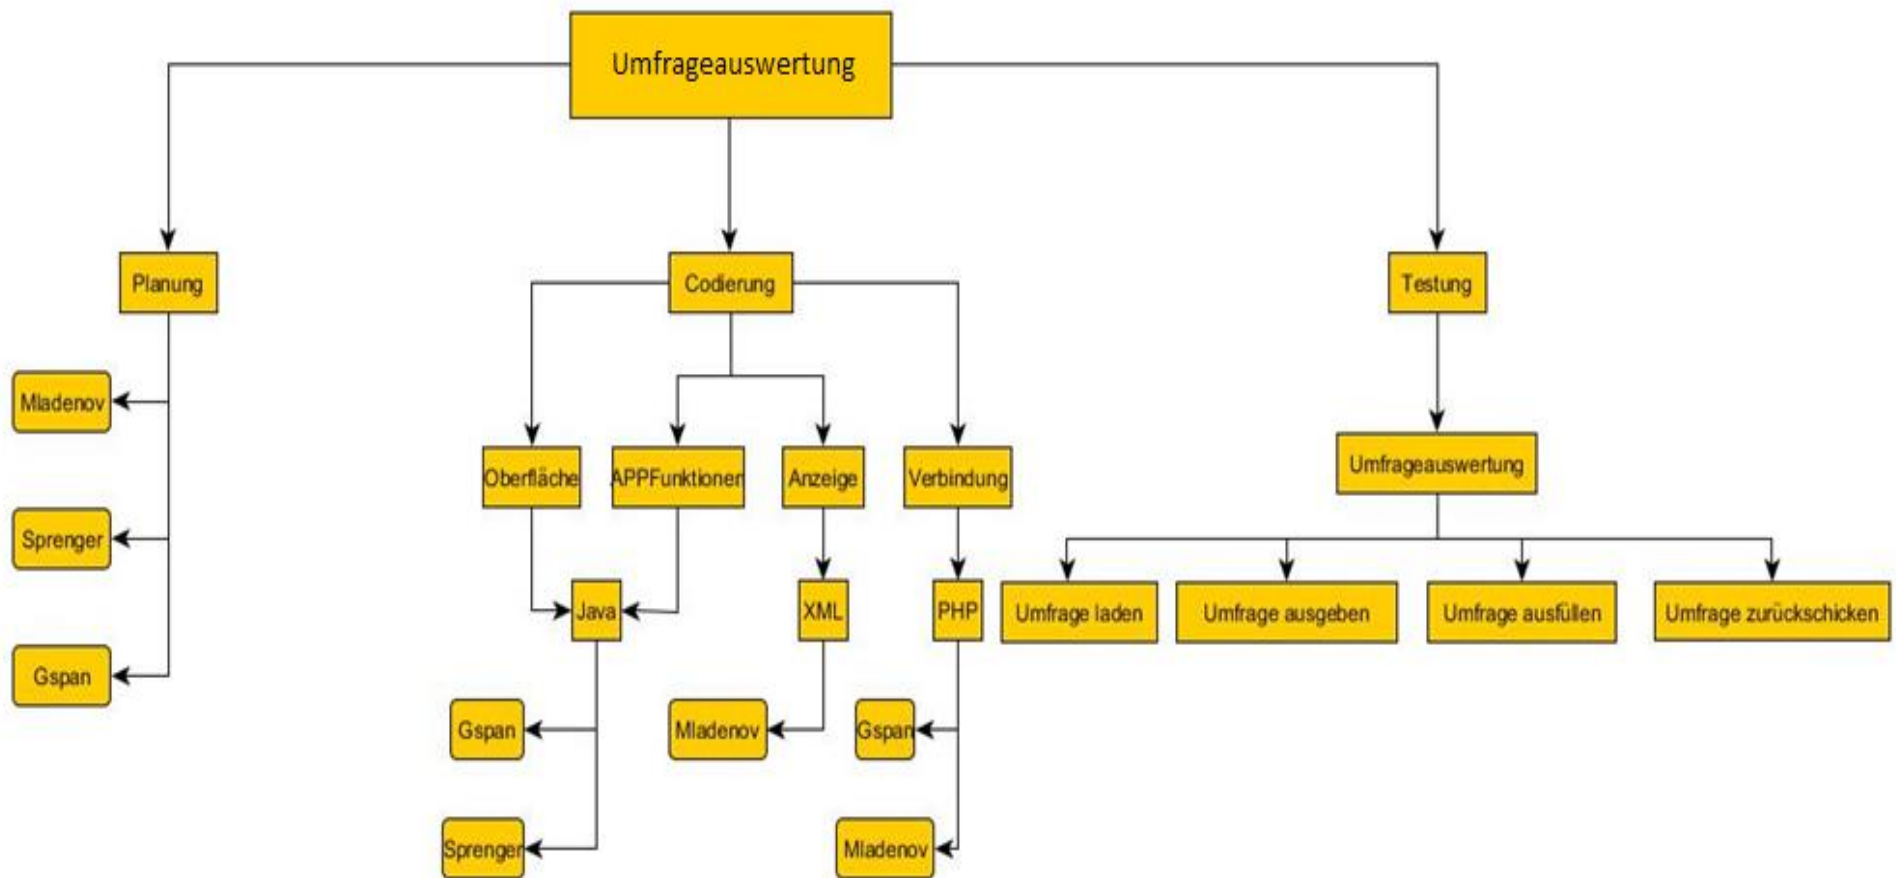 Umfrageauswertung
Planung
Codierung
Testung
Mladenov
Sprenger
Gspan
Oberfläche
APPFunktionen
Anzeige
Verbindung
Java
XML
PHP
Gspan
Mladenov
Gspan
Sprenger
Mladenov
Umfrageauswertung
Umfrage laden
Umfrage ausgeben
Umfrage ausfüllen
Umfrage zurückschicken